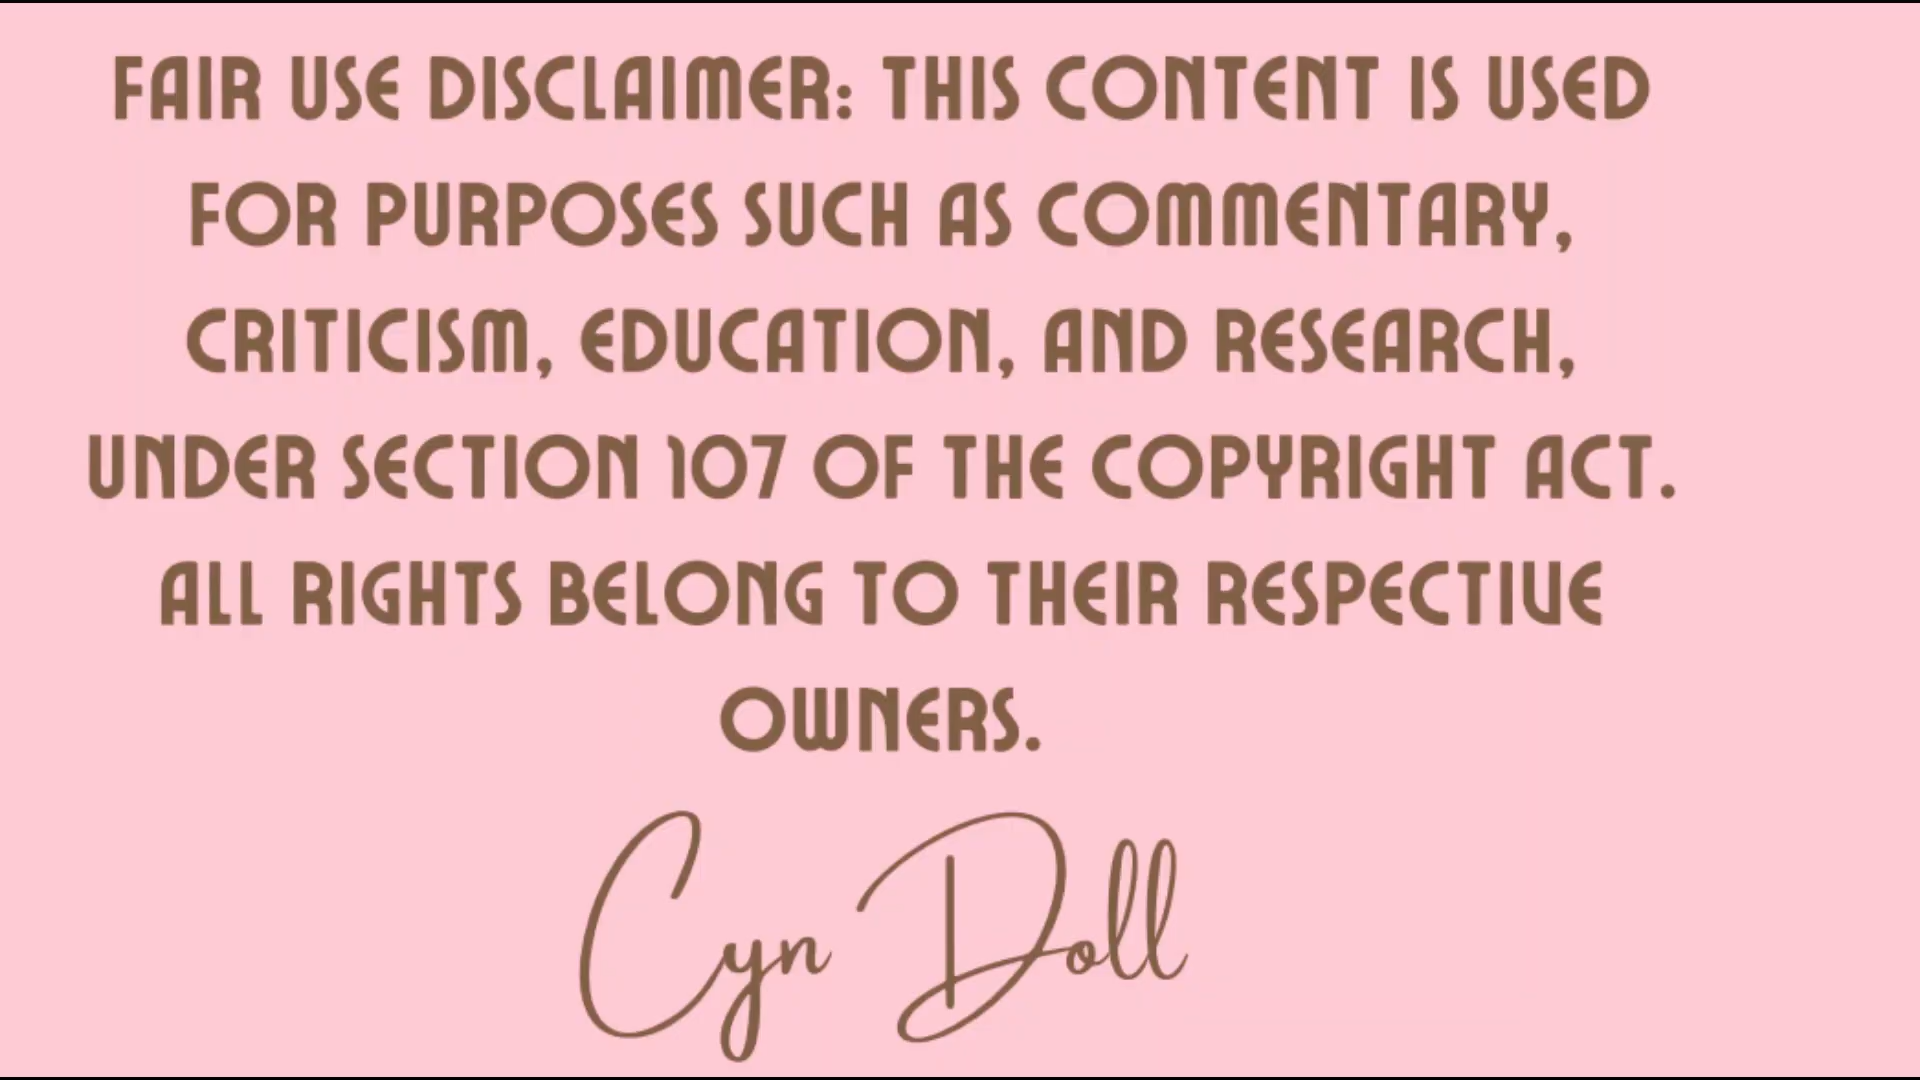 FAIR USE DISCLAIMER: THIS CONTENT IS USED
FOR PURPOSES SUCH AS COMMENTARY,
CRITICISM, EDUCATION, AND RESEARCH,
UNDER SECTION 107 OF THE COPYRIGHT ACT.
ALL RIGHTS BELONG TO THEIR RESPECTIVE
OWNERS.
Cyn Doll